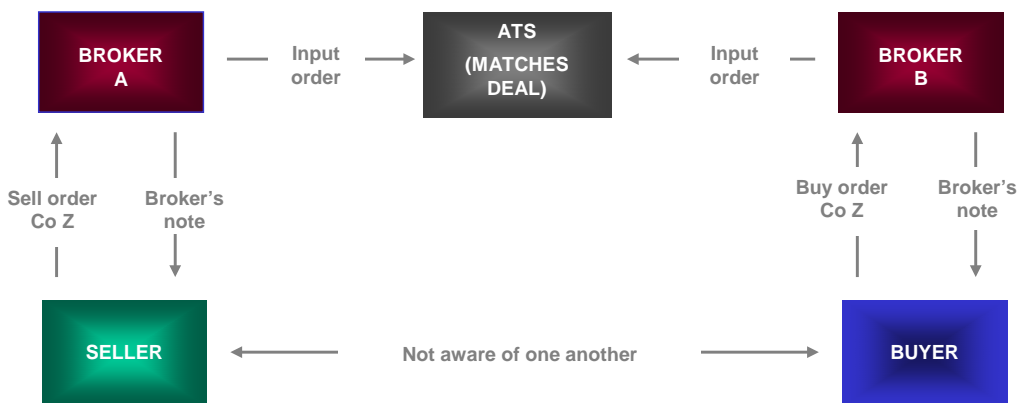 BROKER
A
Input
order
ATS
(MATCHES
DEAL)
Input
order
BROKER
B
Sell order
Co Z
Broker’s
note
Buy order
Co Z
Broker’s
note
SELLER
Not aware of one another
BUYER